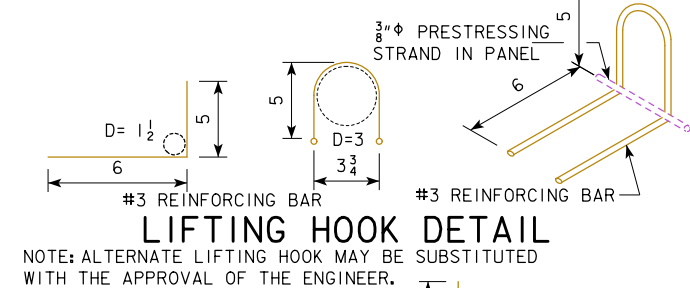 3/8"φ PRESTRESSING
STRAND IN PANEL
5
6
D= 1 1/2
5
6
5
D=3
3 3/4
#3 REINFORCING BAR
#3 REINFORCING BAR
LIFTING HOOK DETAIL
NOTE: ALTERNATE LIFTING HOOK MAY BE SUBSTITUTED
WITH THE APPROVAL OF THE ENGINEER.